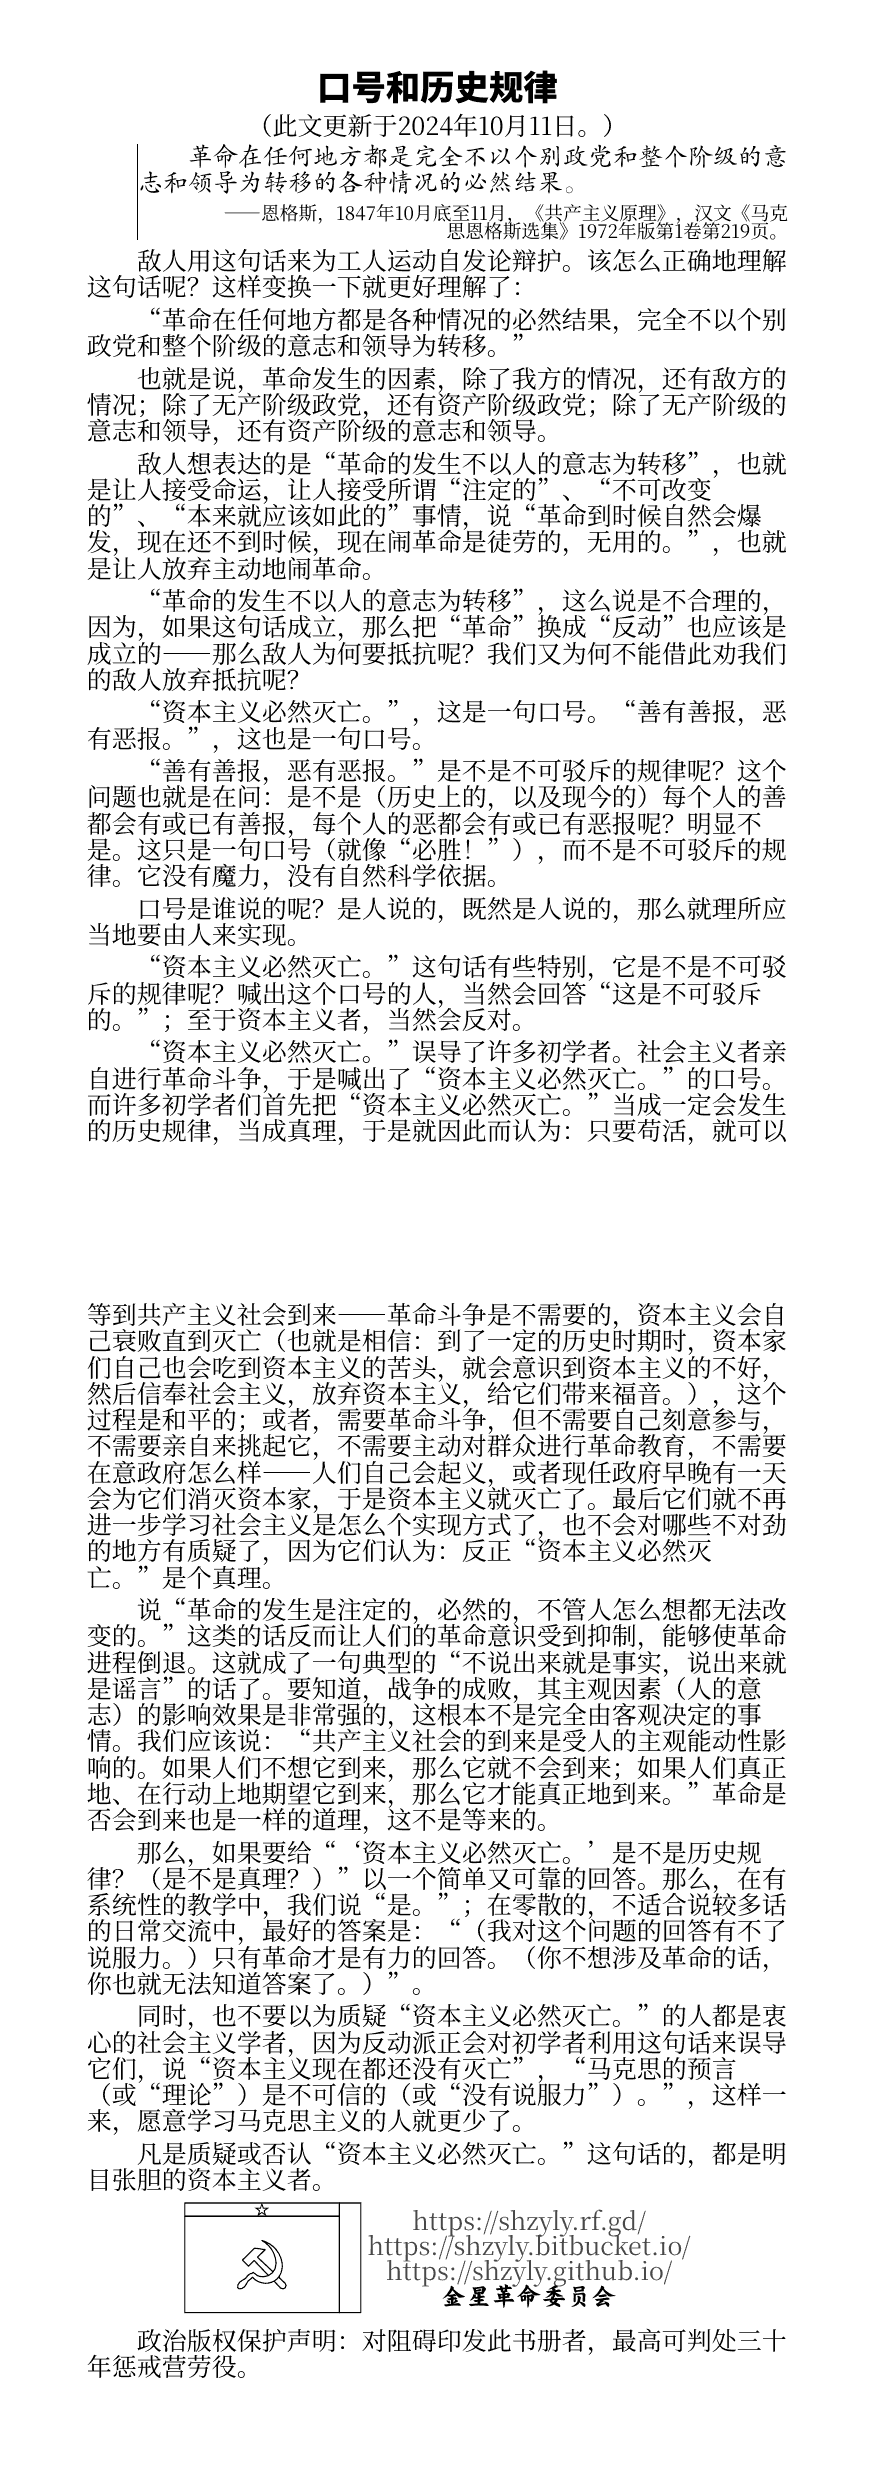 口号和历史规律
（此文更新于2024年10月11日。）
革命在任何地方都是完全不以个别政党和整个阶级的意
志和领导为转移的各种情况的必然结果。
——恩格斯，1847年10月底至11月，《共产主义原理》，汉文《马克
思恩格斯选集》1972年版第1卷第219页。
敌人用这句话来为工人运动自发论辩护。该怎么正确地理解
这句话呢？这样变换一下就更好理解了：
“革命在任何地方都是各种情况的必然结果，完全不以个别
政党和整个阶级的意志和领导为转移。”
也就是说，革命发生的因素，除了我方的情况，还有敌方的
情况；除了无产阶级政党，还有资产阶级政党；除了无产阶级的
意志和领导，还有资产阶级的意志和领导。
敌人想表达的是“革命的发生不以人的意志为转移”，也就
是让人接受命运，让人接受所谓“注定的”、“不可改变
的”、“本来就应该如此的”事情，说“革命到时候自然会爆
发，现在还不到时候，现在闹革命是徒劳的，无用的。”，也就
是让人放弃主动地闹革命。
“革命的发生不以人的意志为转移”，这么说是不合理的，
因为，如果这句话成立，那么把“革命”换成“反动”也应该是
成立的——那么敌人为何要抵抗呢？我们又为何不能借此劝我们
的敌人放弃抵抗呢？
“资本主义必然灭亡。”，这是一句口号。“善有善报，恶
有恶报。”，这也是一句口号。
“善有善报，恶有恶报。”是不是不可驳斥的规律呢？这个
问题也就是在问：是不是（历史上的，以及现今的）每个人的善
都会有或已有善报，每个人的恶都会有或已有恶报呢？明显不
是。这只是一句口号（就像“必胜！”），而不是不可驳斥的规
律。它没有魔力，没有自然科学依据。
口号是谁说的呢？是人说的，既然是人说的，那么就理所应
当地要由人来实现。
“资本主义必然灭亡。”这句话有些特别，它是不是不可驳
斥的规律呢？喊出这个口号的人，当然会回答“这是不可驳斥
的。”；至于资本主义者，当然会反对。
“资本主义必然灭亡。”误导了许多初学者。社会主义者亲
自进行革命斗争，于是喊出了“资本主义必然灭亡。”的口号。
而许多初学者们首先把“资本主义必然灭亡。”当成一定会发生
的历史规律，当成真理，于是就因此而认为：只要苟活，就可以
等到共产主义社会到来——革命斗争是不需要的，资本主义会自
己衰败直到灭亡（也就是相信：到了一定的历史时期时，资本家
们自己也会吃到资本主义的苦头，就会意识到资本主义的不好，
然后信奉社会主义，放弃资本主义，给它们带来福音。），这个
过程是和平的；或者，需要革命斗争，但不需要自己刻意参与，
不需要亲自来挑起它，不需要主动对群众进行革命教育，不需要
在意政府怎么样——人们自己会起义，或者现任政府早晚有一天
会为它们消灭资本家，于是资本主义就灭亡了。最后它们就不再
进一步学习社会主义是怎么个实现方式了，也不会对哪些不对劲
的地方有质疑了，因为它们认为：反正“资本主义必然灭
亡。”是个真理。
说“革命的发生是注定的，必然的，不管人怎么想都无法改
变的。”这类的话反而让人们的革命意识受到抑制，能够使革命
进程倒退。这就成了一句典型的“不说出来就是事实，说出来就
是谣言”的话了。要知道，战争的成败，其主观因素（人的意
志）的影响效果是非常强的，这根本不是完全由客观决定的事
情。我们应该说：“共产主义社会的到来是受人的主观能动性影
响的。如果人们不想它到来，那么它就不会到来；如果人们真正
地、在行动上地期望它到来，那么它才能真正地到来。”革命是
否会到来也是一样的道理，这不是等来的。
那么，如果要给“‘资本主义必然灭亡。’是不是历史规
律？（是不是真理？）”以一个简单又可靠的回答。那么，在有
系统性的教学中，我们说“是。”；在零散的，不适合说较多话
的日常交流中，最好的答案是：“（我对这个问题的回答有不了
说服力。）只有革命才是有力的回答。（你不想涉及革命的话，
你也就无法知道答案了。）”。
同时，也不要以为质疑“资本主义必然灭亡。”的人都是衷
心的社会主义学者，因为反动派正会对初学者利用这句话来误导
它们，说“资本主义现在都还没有灭亡”，“马克思的预言
（或“理论”）是不可信的（或“没有说服力”）。”，这样一
来，愿意学习马克思主义的人就更少了。
凡是质疑或否认“资本主义必然灭亡。”这句话的，都是明
目张胆的资本主义者。
https://shzyly.rf.gd/
https://shzyly.bitbucket.io/
https://shzyly.github.io/
金星革命委员会
政治版权保护声明：对阻碍印发此书册者，最高可判处三十
年惩戒营劳役。